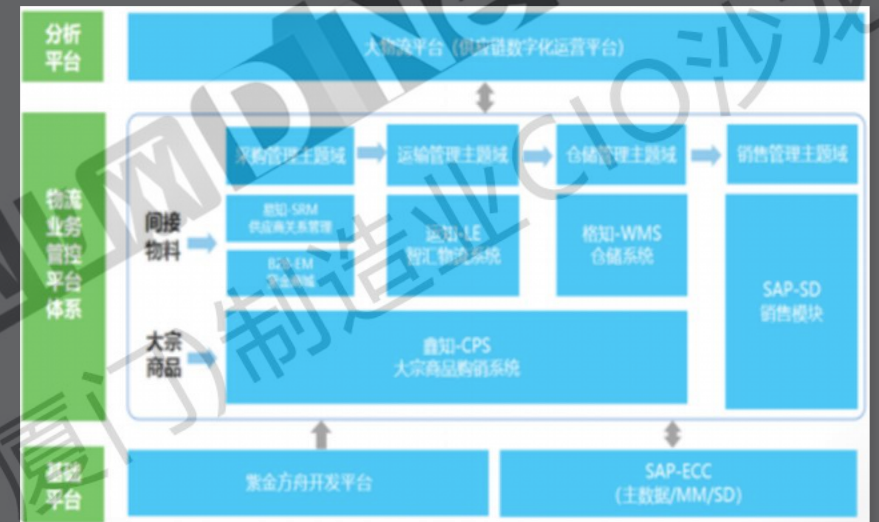 分析
平台
大物流平台（供应链数字化运营平台）
物流
业务
管控
平台
体系
采购管理主题域
运输管理主题域
仓储管理主题域
销售管理主题域
间接
物料
-SRM
供应商关系管理
B2B-EM
-LE
智汇物流系统
格知-WMS
仓储系统
SAP-SD
销售模块
大宗
商品
鑫知-CPS
大宗商品购销系统
基础
平台
紫金方舟开发平台
SAP-ECC
(主数据/MM/SD)
厦门)制造业CIO沙龙